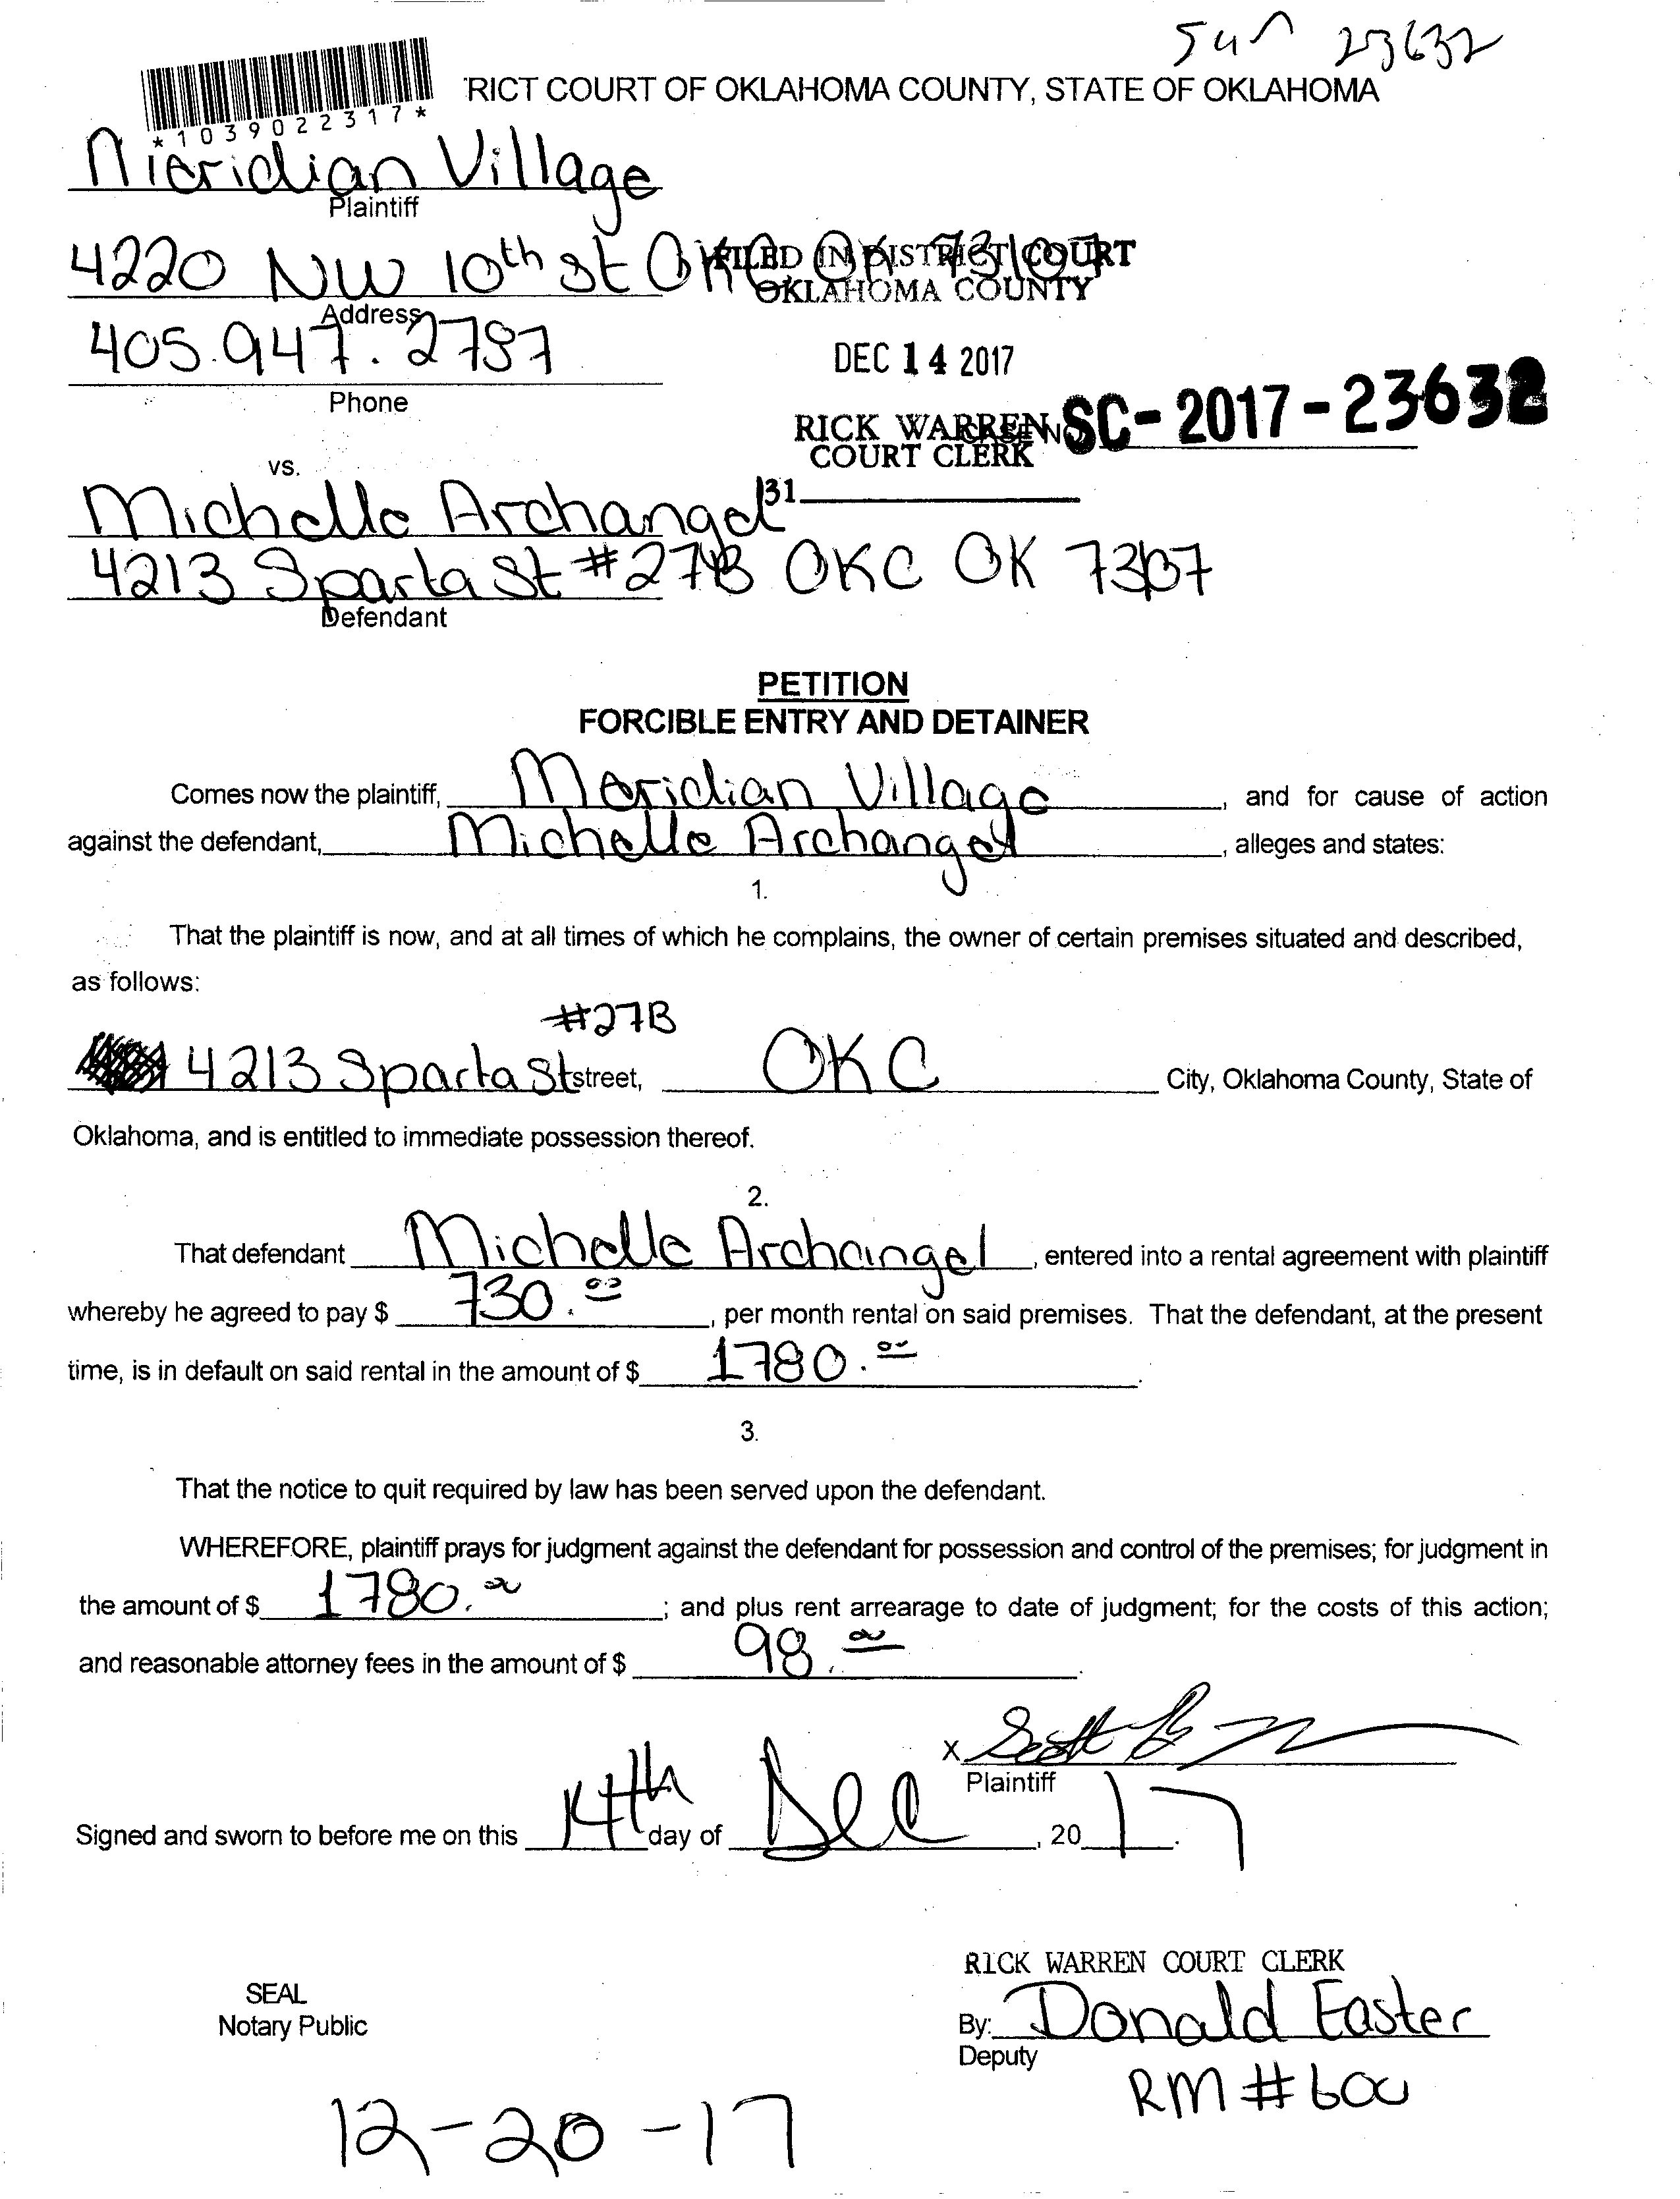 23632
'RICT COURT OF OKLAHOMA COUNTY, STATE OF OKLAHOMA
*1039022317*
Meridian Village
Plaintiff
4220 NW 10th St OKC OK 73107
FILED IN DISTRICT COURT
OKLAHOMA COUNTY
Address
405.947.2787
DEC 14 2017
Phone
RICK WARREN
COURT CLERK
CASE NO. SC-2017-23632
vs.
31
Michelle Archangel
4213 Sparta St #27B OKC OK 73107
Defendant
PETITION
FORCIBLE ENTRY AND DETAINER
Comes now the plaintiff, Meridian Village, and for cause of action
against the defendant, Michelle Archangel, alleges and states:
1.
That the plaintiff is now, and at all times of which he complains, the owner of certain premises situated and described,
as follows:
#27B
4213 Sparta St street, OKC City, Oklahoma County, State of
Oklahoma, and is entitled to immediate possession thereof.
2.
That defendant Michelle Archangel, entered into a rental agreement with plaintiff
whereby he agreed to pay $ 730.00, per month rental on said premises. That the defendant, at the present
time, is in default on said rental in the amount of $ 1780.00.
3.
That the notice to quit required by law has been served upon the defendant.
WHEREFORE, plaintiff prays for judgment against the defendant for possession and control of the premises; for judgment in
the amount of $ 1780.00; and plus rent arrearage to date of judgment; for the costs of this action;
and reasonable attorney fees in the amount of $ 98.00.
X Scott
Plaintiff
Signed and sworn to before me on this 14th day of Dec, 2017.
RICK WARREN COURT CLERK
SEAL
Notary Public
By: Donald Easter
Deputy
RM #600
12-20-17